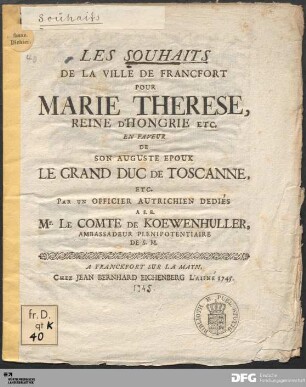 Souhaits
LES SOUHAITS
DE LA VILLE DE FRANCFORT
POUR
MARIE THERESE,
REINE D'HONGRIE ETC.
EN FAVEUR
DE
SON AUGUSTE EPOUX
LE GRAND DUC DE TOSCANNE,
ETC.
PAR UN OFFICIER AUTRICHIEN DEDIÉS
A S. E.
MR. LE COMTE DE KOEWENHULLER,
AMBASSADEUR PLENIPOTENTIAIRE
DE S. M.
A FRANCFORT SUR LA MAYN,
CHEZ JEAN BERNHARD EICHENBERG L'AISNE 1745.
1745
fr. D.
qt K
40
DFG